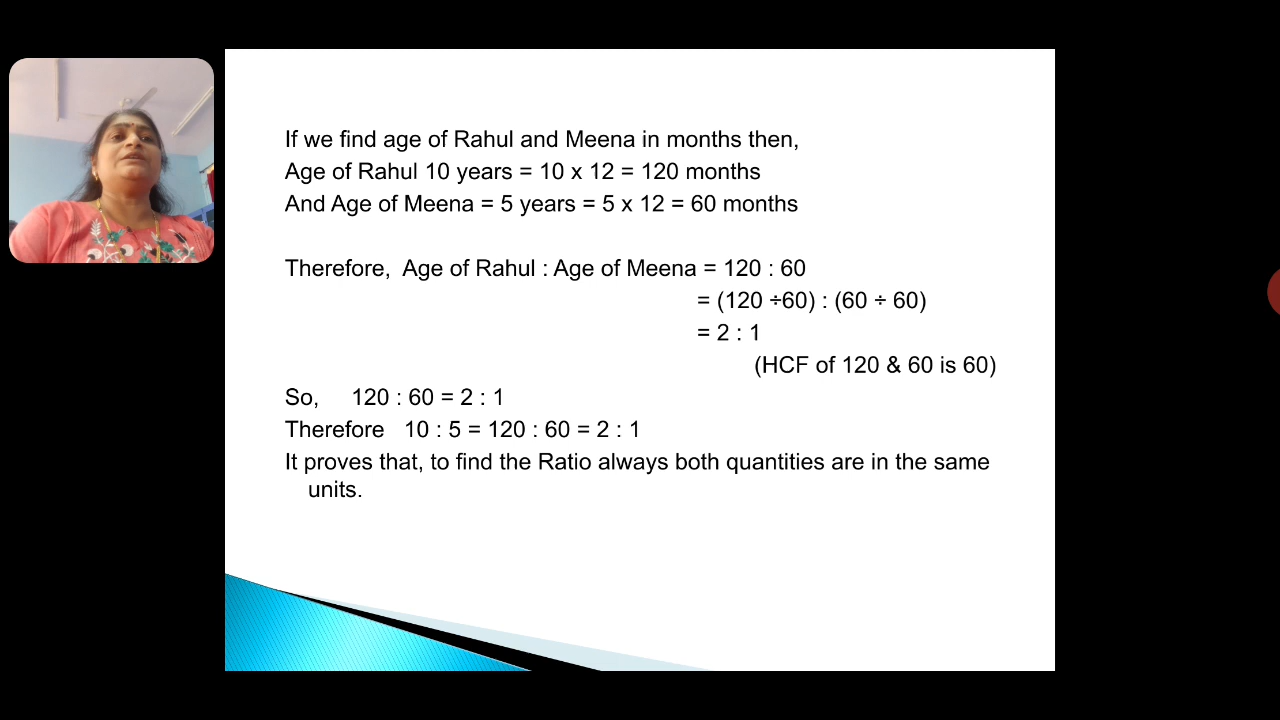 If we find age of Rahul and Meena in months then,
Age of Rahul 10 years = 10 x 12 = 120 months
And Age of Meena = 5 years = 5 x 12 = 60 months
Therefore, Age of Rahul : Age of Meena = 120 : 60
= (120 ÷60) : (60 ÷ 60)
= 2 : 1
(HCF of 120 & 60 is 60)
So, 120 : 60 = 2 : 1
Therefore 10 : 5 = 120 : 60 = 2 : 1
It proves that, to find the Ratio always both quantities are in the same
units.